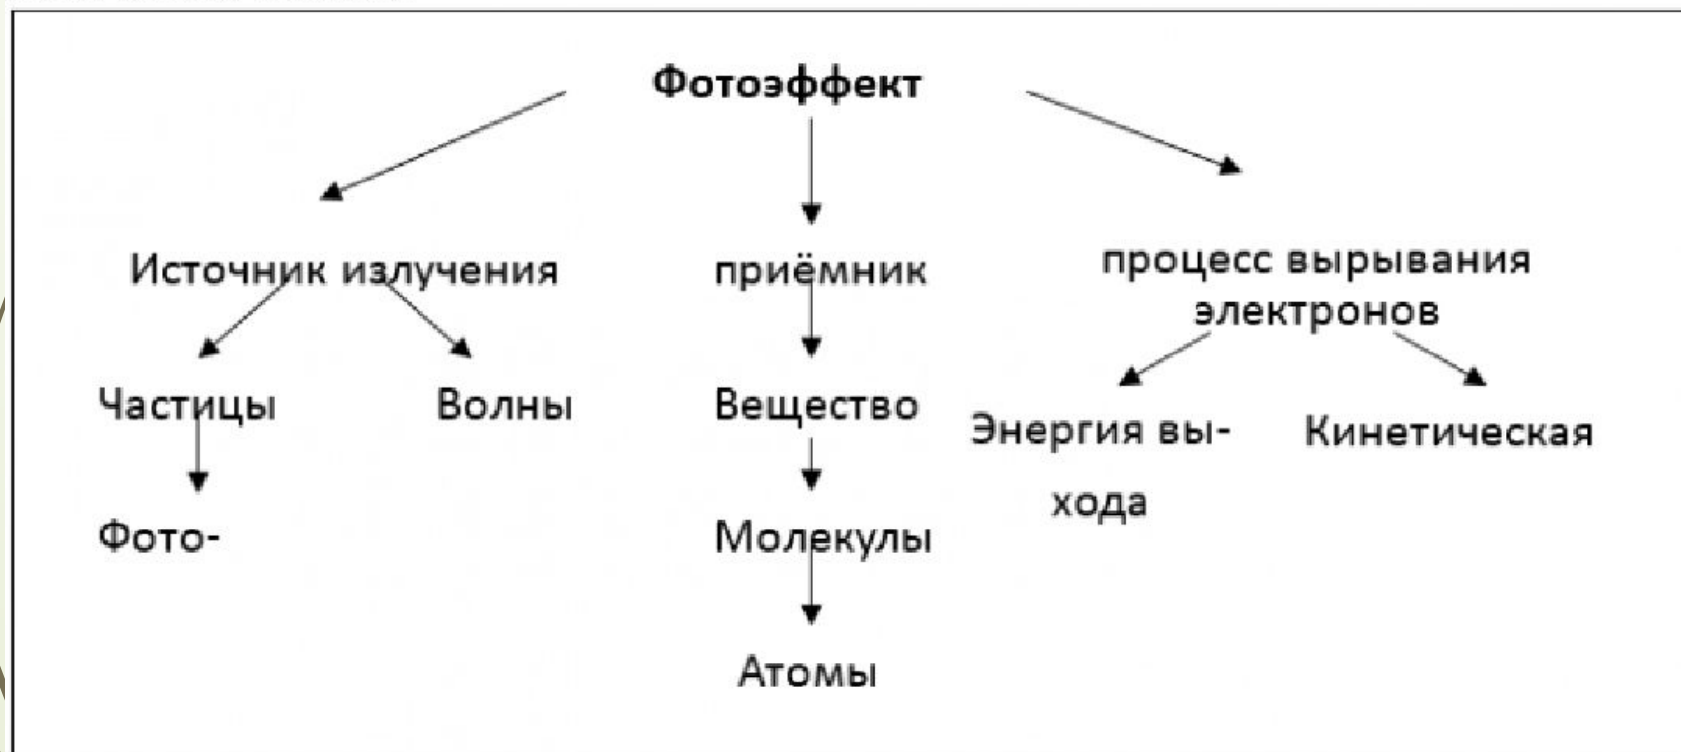 Фотоэффект
Источник излучения
приёмник
процесс вырывания
электронов
Частицы
Волны
Вещество
Энергия вы-
хода
Кинетическая
Фото-
Молекулы
Атомы